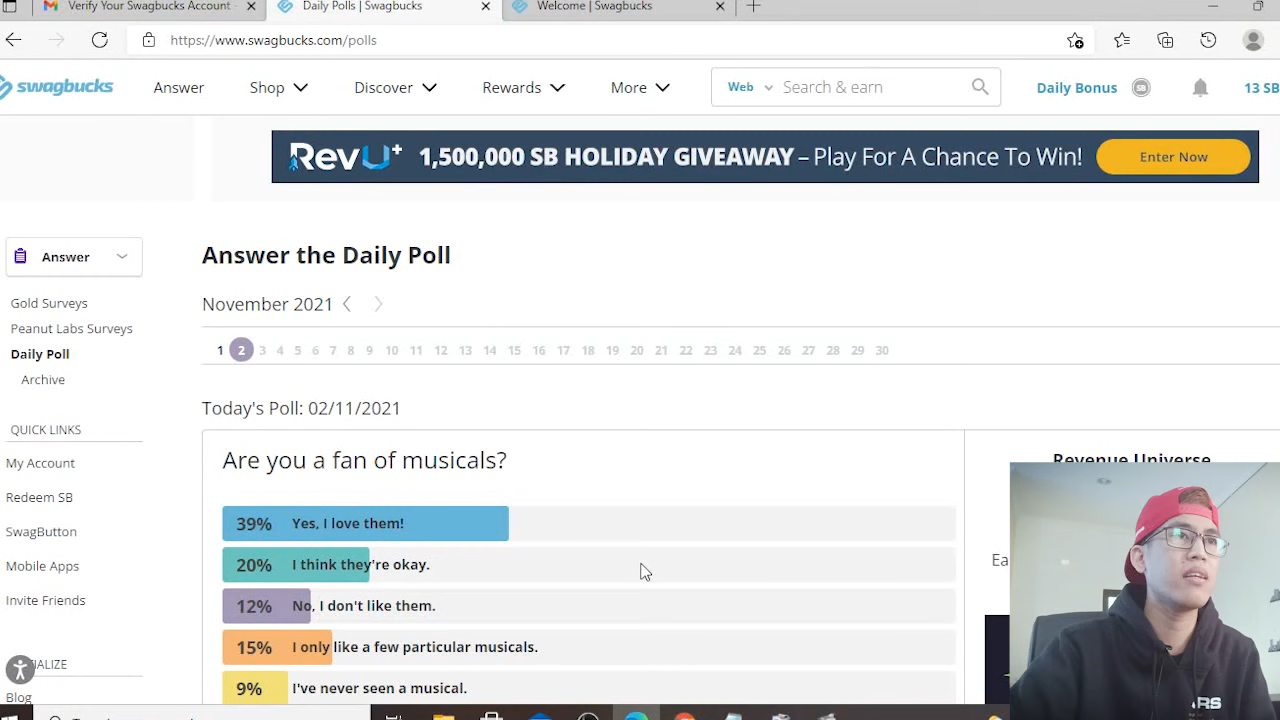 Verify Your Swagbucks Account
Daily Polls | Swagbucks
Welcome | Swagbucks
https://www.swagbucks.com/polls
swagbucks
Answer
Shop
Discover
Rewards
More
Web
Search & earn
Daily Bonus
SB
13 SB
RevU+ 1,500,000 SB HOLIDAY GIVEAWAY – Play For A Chance To Win!
Enter Now
Answer
Gold Surveys
Peanut Labs Surveys
Daily Poll
Archive
QUICK LINKS
My Account
Redeem SB
SwagButton
Mobile Apps
Invite Friends
IALIZE
Blog
Answer the Daily Poll
November 2021
1 2 3 4 5 6 7 8 9 10 11 12 13 14 15 16 17 18 19 20 21 22 23 24 25 26 27 28 29 30
Today's Poll: 02/11/2021
Are you a fan of musicals?
39% Yes, I love them!
20% I think they're okay.
12% No, I don't like them.
15% I only like a few particular musicals.
9% I've never seen a musical.
Revenue Universe
Ea
RS